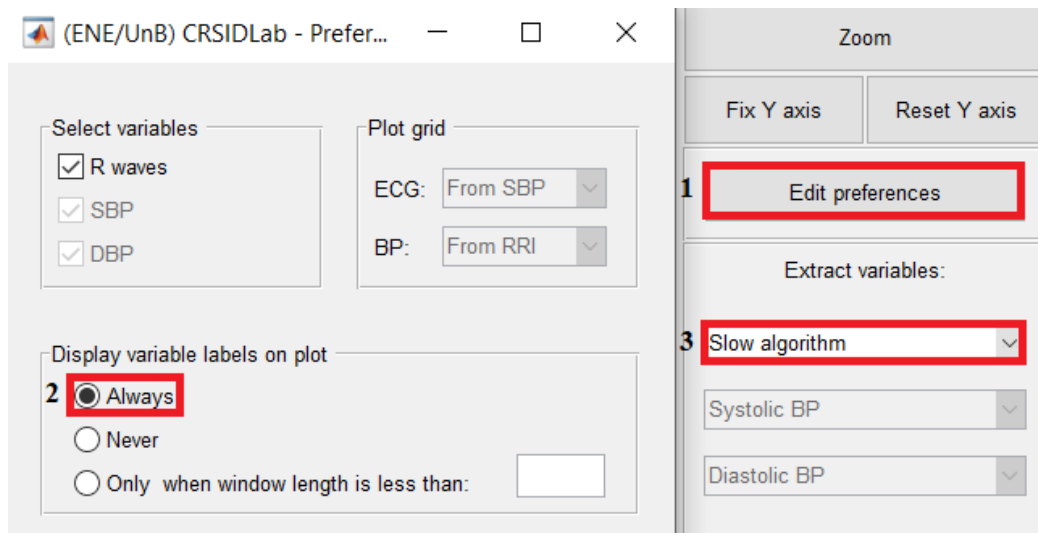 (ENE/UnB) CRSIDLab - Prefer...
Select variables
R waves
SBP
DBP
Plot grid
ECG: From SBP
BP: From RRI
Display variable labels on plot
2 Always
Never
Only when window length is less than:
Zoom
Fix Y axis Reset Y axis
1 Edit preferences
Extract variables:
3 Slow algorithm
Systolic BP
Diastolic BP